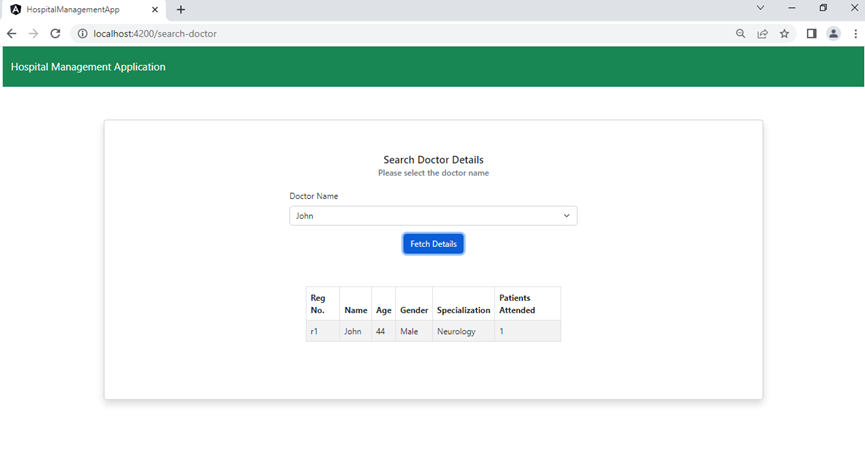 HospitalManagementApp
localhost:4200/search-doctor
Hospital Management Application
Search Doctor Details
Please select the doctor name
Doctor Name
John
Fetch Details
Reg No. Name Age Gender Specialization Patients Attended
r1 John 44 Male Neurology 1